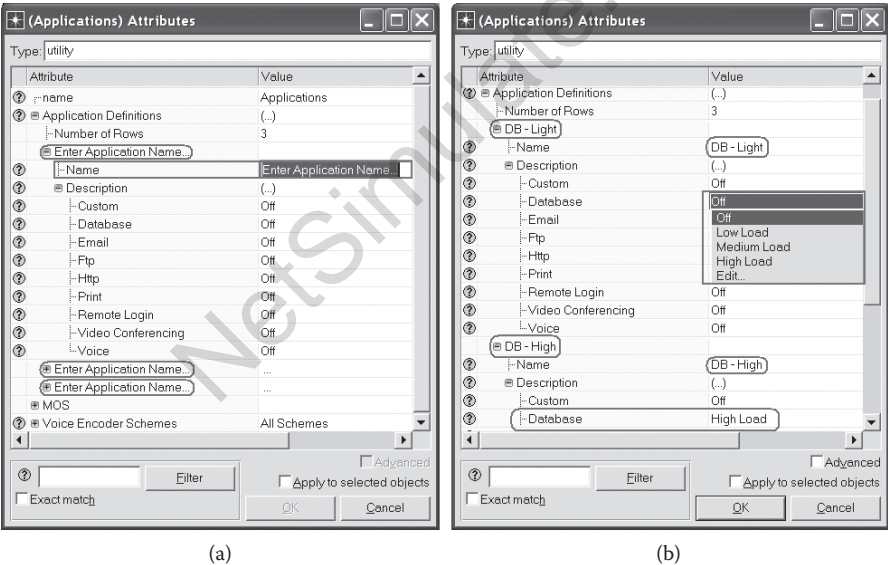 (Applications) Attributes
Type: utility
Attribute Value
name Applications
Application Definitions (...)
Number of Rows 3
Enter Application Name...
Name Enter Application Name...
Description (...)
Custom Off
Database Off
Email Off
Ftp Off
Http Off
Print Off
Remote Login Off
Video Conferencing Off
Voice Off
Enter Application Name... ...
Enter Application Name... ...
MOS
Voice Encoder Schemes All Schemes
Advanced
Filter
Apply to selected objects
Exact match
OK Cancel
(a)
(Applications) Attributes
Type: utility
Attribute Value
Application Definitions (...)
Number of Rows 3
DB - Light
Name DB - Light
Description (...)
Custom Off
Database Off
Email Off
Ftp Low Load
Medium Load
Http High Load
Print Edit...
Remote Login Off
Video Conferencing Off
Voice Off
DB - High
Name DB - High
Description (...)
Custom Off
Database High Load
Advanced
Filter
Apply to selected objects
Exact match
OK Cancel
(b)
NetSimulate.